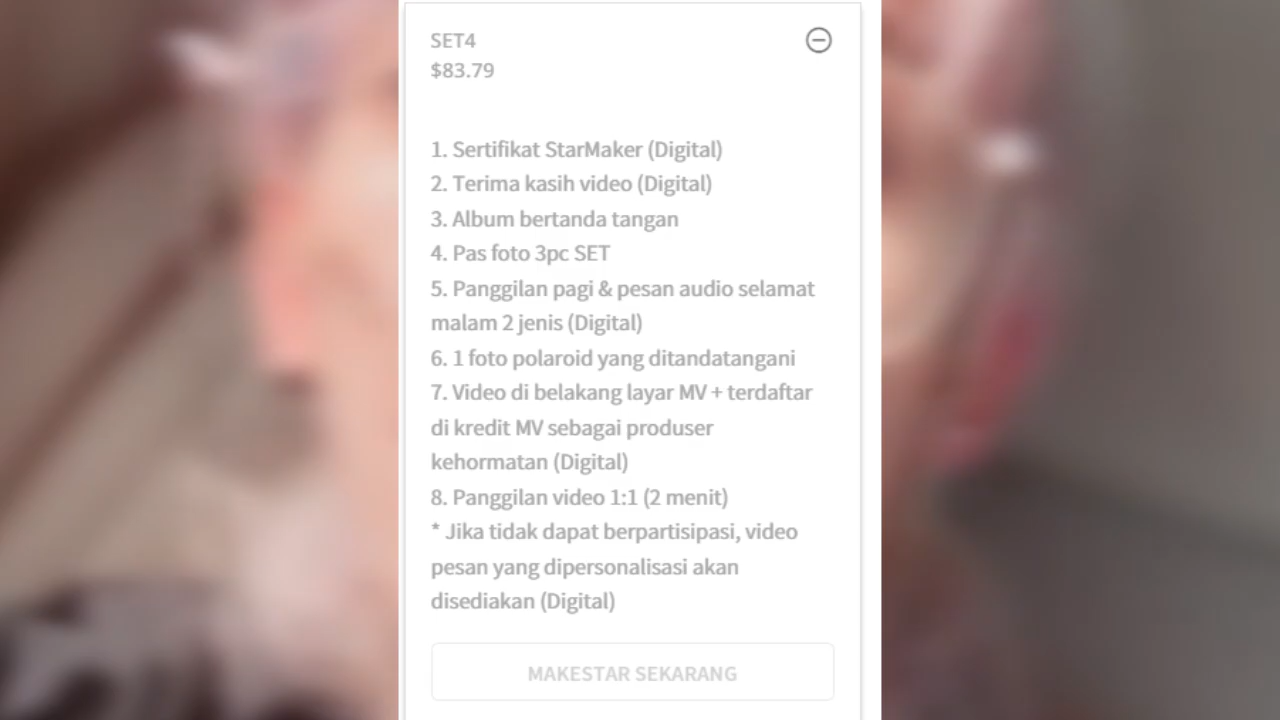 SET4
$83.79
1. Sertifikat StarMaker (Digital)
2. Terima kasih video (Digital)
3. Album bertanda tangan
4. Pas foto 3pc SET
5. Panggilan pagi & pesan audio selamat
malam 2 jenis (Digital)
6. 1 foto polaroid yang ditandatangani
7. Video di belakang layar MV + terdaftar
di kredit MV sebagai produser
kehormatan (Digital)
8. Panggilan video 1:1 (2 menit)
* Jika tidak dapat berpartisipasi, video
pesan yang dipersonalisasi akan
disediakan (Digital)
MAKESTAR SEKARANG